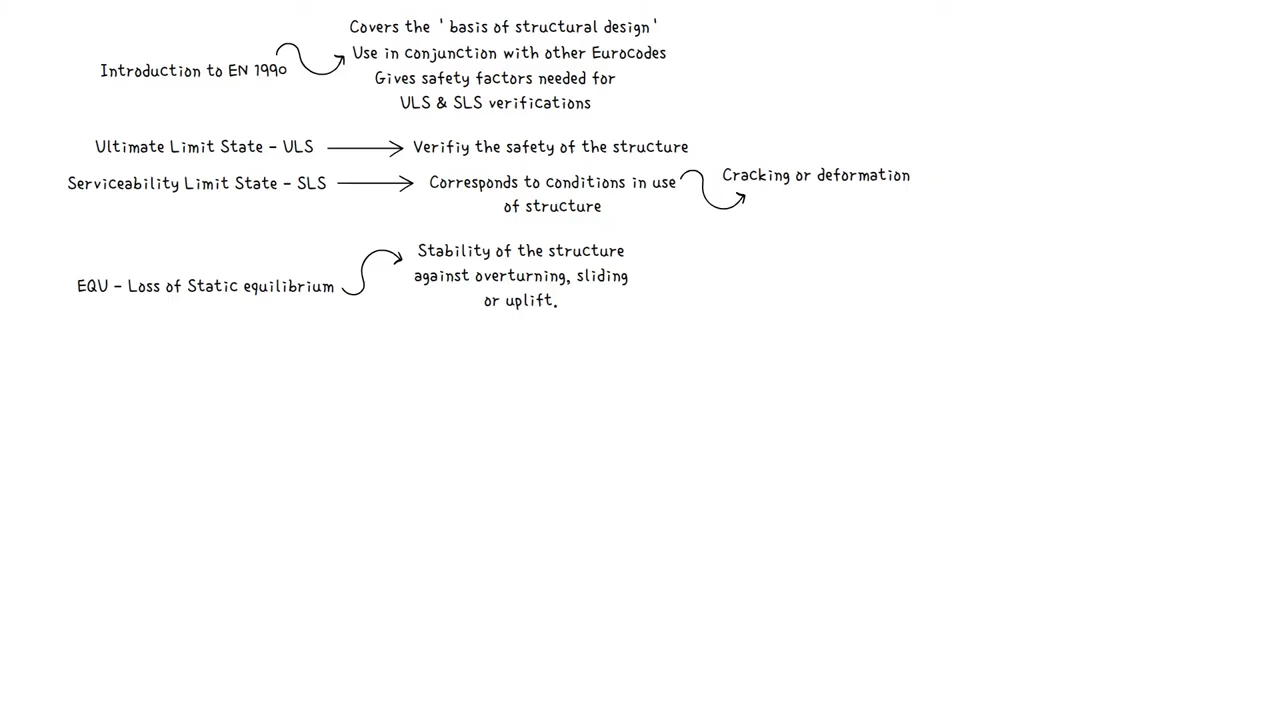 Covers the ' basis of structural design'
Use in conjunction with other Eurocodes
Introduction to EN 1990
Gives safety factors needed for
ULS & SLS verifications
Ultimate Limit State - ULS
Verifiy the safety of the structure
Serviceability Limit State - SLS
Corresponds to conditions in use
of structure
Cracking or deformation
EQU - Loss of Static equilibrium
Stability of the structure
against overturning, sliding
or uplift.